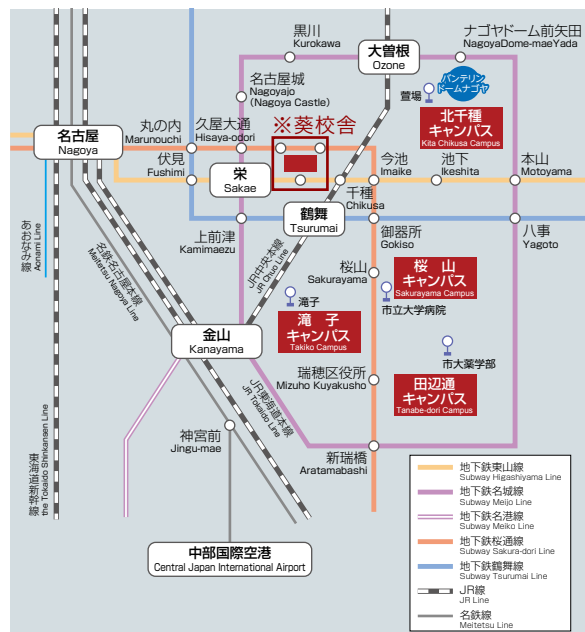 黒川
Kurokawa
大曽根
Ozone
ナゴヤドーム前矢田
NagoyaDome-maeYada
名古屋城
Nagoyajo
(Nagoya Castle)
萱場
バンテリン
ドームナゴヤ
北千種
キャンパス
Kita Chikusa Campus
名古屋
Nagoya
丸の内
Marunouchi
久屋大通
Hisaya-odori
※葵校舎
伏見
Fushimi
栄
Sakae
千種
Chikusa
今池
Imaike
池下
Ikeshita
本山
Motoyama
鶴舞
Tsurumai
上前津
Kamimaezu
御器所
Gokiso
八事
Yagoto
あおなみ線
Aonami Line
名鉄名古屋本線
Meitetsu Nagoya Line
JR中央本線
JR Chuo Line
桜山
Sakurayama
桜 山
キャンパス
Sakurayama Campus
市立大学病院
滝子
滝 子
キャンパス
Takiko Campus
金山
Kanayama
市大薬学部
瑞穂区役所
Mizuho Kuyakusho
田辺通
キャンパス
Tanabe-dori Campus
JR東海道本線
JR Tokaido Line
神宮前
Jingu-mae
新瑞橋
Aratamabashi
東海道新幹線
the Tokaido Shinkansen Line
中部国際空港
Central Japan International Airport
地下鉄東山線
Subway Higashiyama Line
地下鉄名城線
Subway Meijo Line
地下鉄名港線
Subway Meiko Line
地下鉄桜通線
Subway Sakura-dori Line
地下鉄鶴舞線
Subway Tsurumai Line
JR線
JR Line
名鉄線
Meitetsu Line